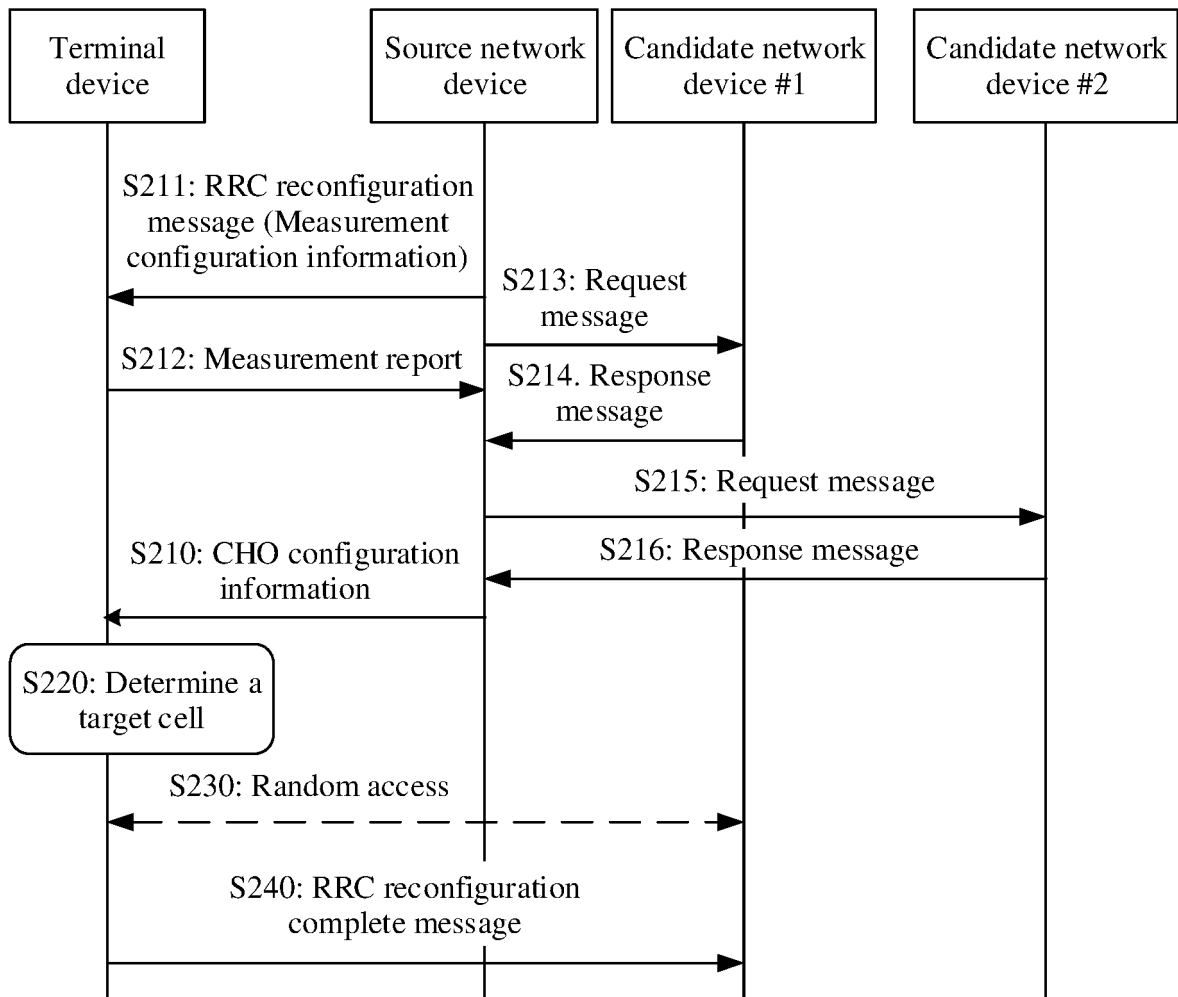 Terminal
device
Source network
device
Candidate network
device #1
Candidate network
device #2
S211: RRC reconfiguration
message (Measurement
configuration information)
S213: Request
message
S212: Measurement report
S214. Response
message
S215: Request message
S210: CHO configuration
information
S216: Response message
S220: Determine a
target cell
S230: Random access
S240: RRC reconfiguration
complete message